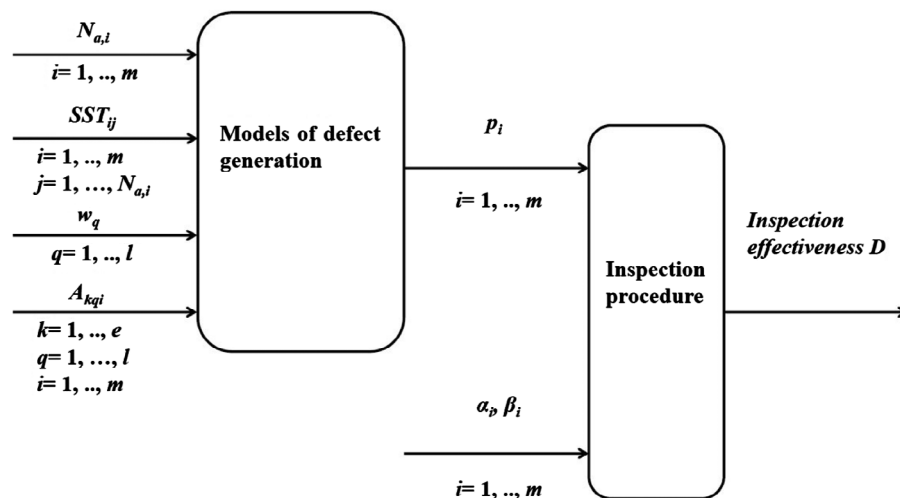 N_{a,i}
i= 1, .., m
SST_{ij}
i= 1, .., m
j= 1, …, N_{a,i}
w_q
q= 1, .., l
A_{kqi}
k= 1, .., e
q= 1, …, l
i= 1, .., m
Models of defect
generation
p_i
i= 1, .., m
α_i, β_i
i= 1, .., m
Inspection
procedure
Inspection
effectiveness D